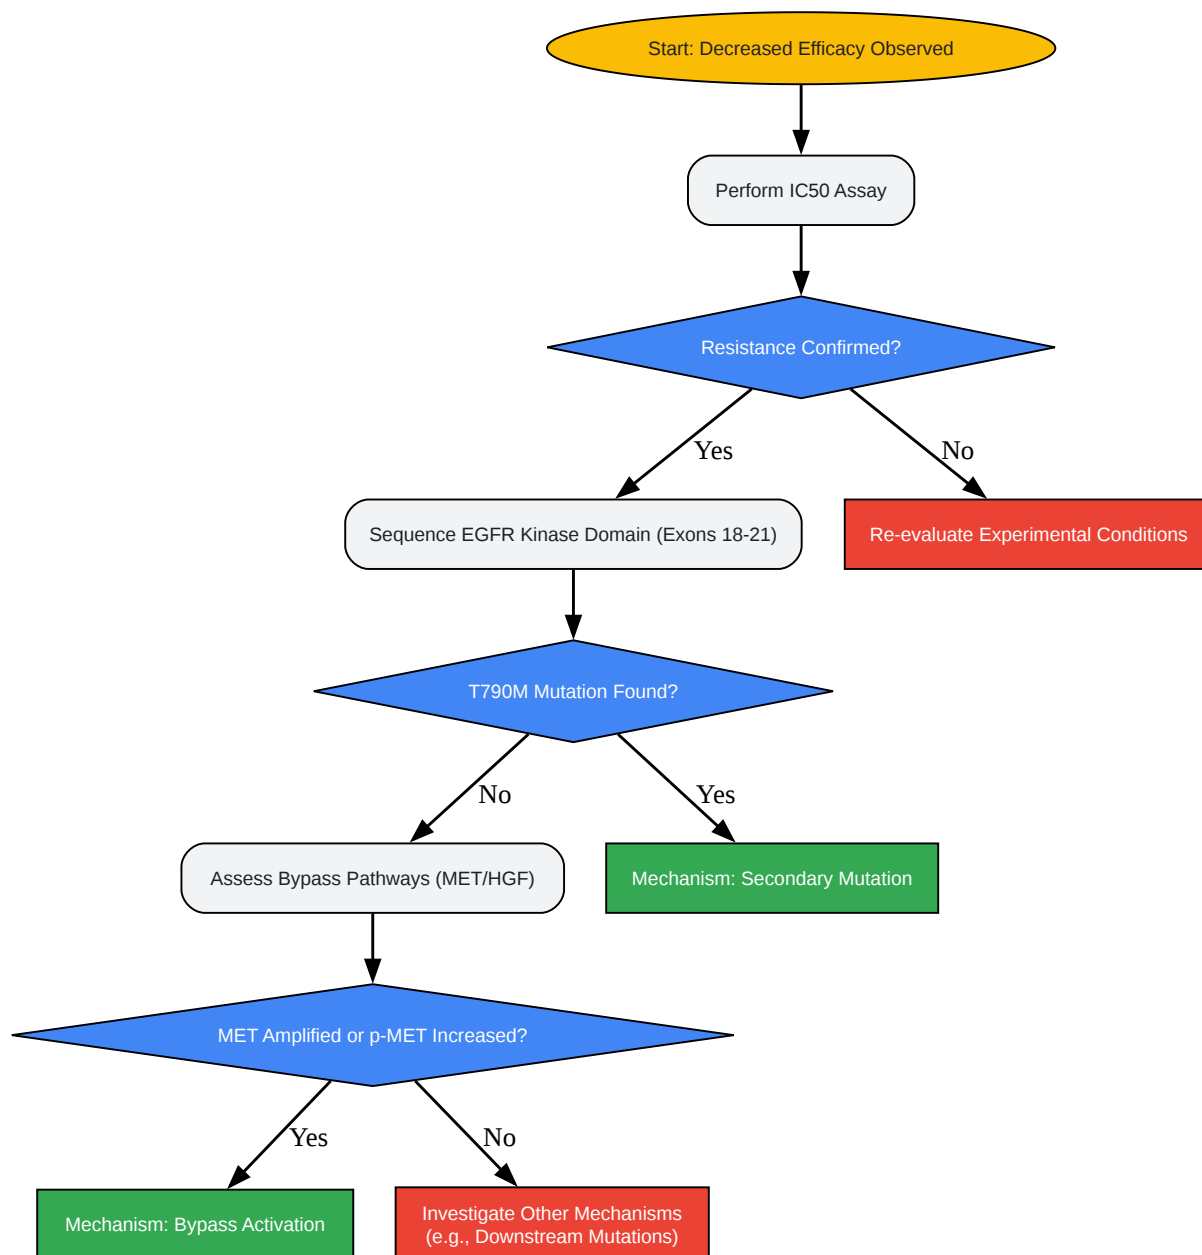 Start: Decreased Efficacy Observed
Perform IC50 Assay
Resistance Confirmed?
Yes
No
Sequence EGFR Kinase Domain (Exons 18-21)
Re-evaluate Experimental Conditions
T790M Mutation Found?
No
Yes
Assess Bypass Pathways (MET/HGF)
Mechanism: Secondary Mutation
MET Amplified or p-MET Increased?
Yes
No
Mechanism: Bypass Activation
Investigate Other Mechanisms
(e.g., Downstream Mutations)